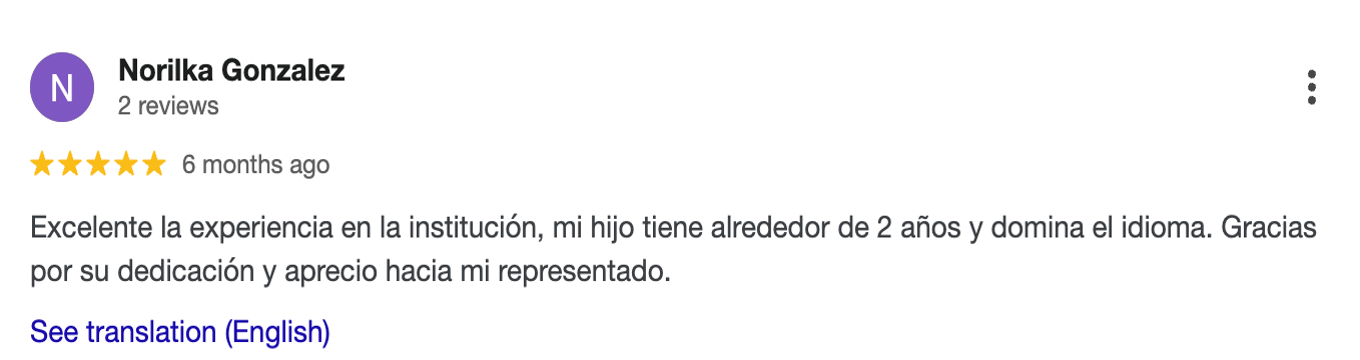 N
Norilka Gonzalez
2 reviews
6 months ago
Excelente la experiencia en la institución, mi hijo tiene alrededor de 2 años y domina el idioma. Gracias
por su dedicación y aprecio hacia mi representado.
See translation (English)